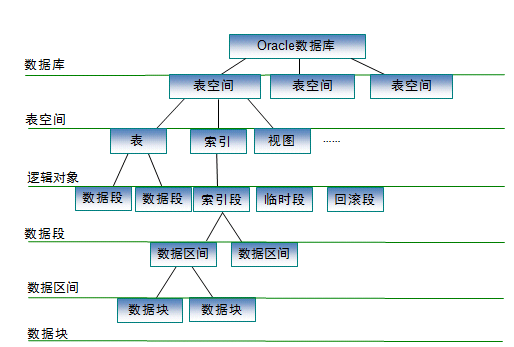 Oracle数据库
数据库
表空间 表空间 表空间
表空间
表 索引 视图 ......
逻辑对象
数据段 数据段 索引段 临时段 回滚段
数据段
数据区间 数据区间
数据区间
数据块 数据块
数据块